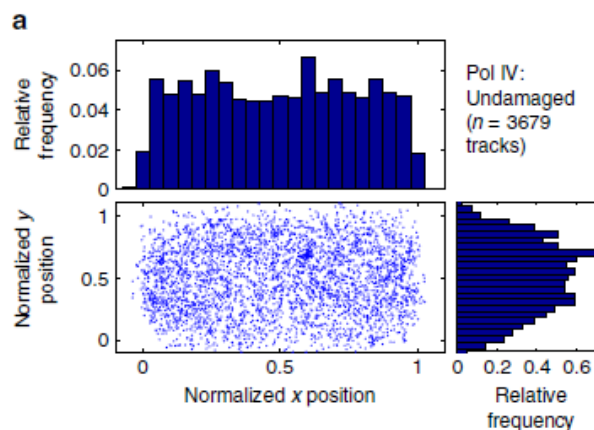 a
Relative
frequency
0.06
0.04
0.02
0
Pol IV:
Undamaged
(n = 3679
tracks)
Normalized y
position
1
0.5
0
0
0.5
1
Normalized x position
0 0.2 0.4 0.6
Relative
frequency